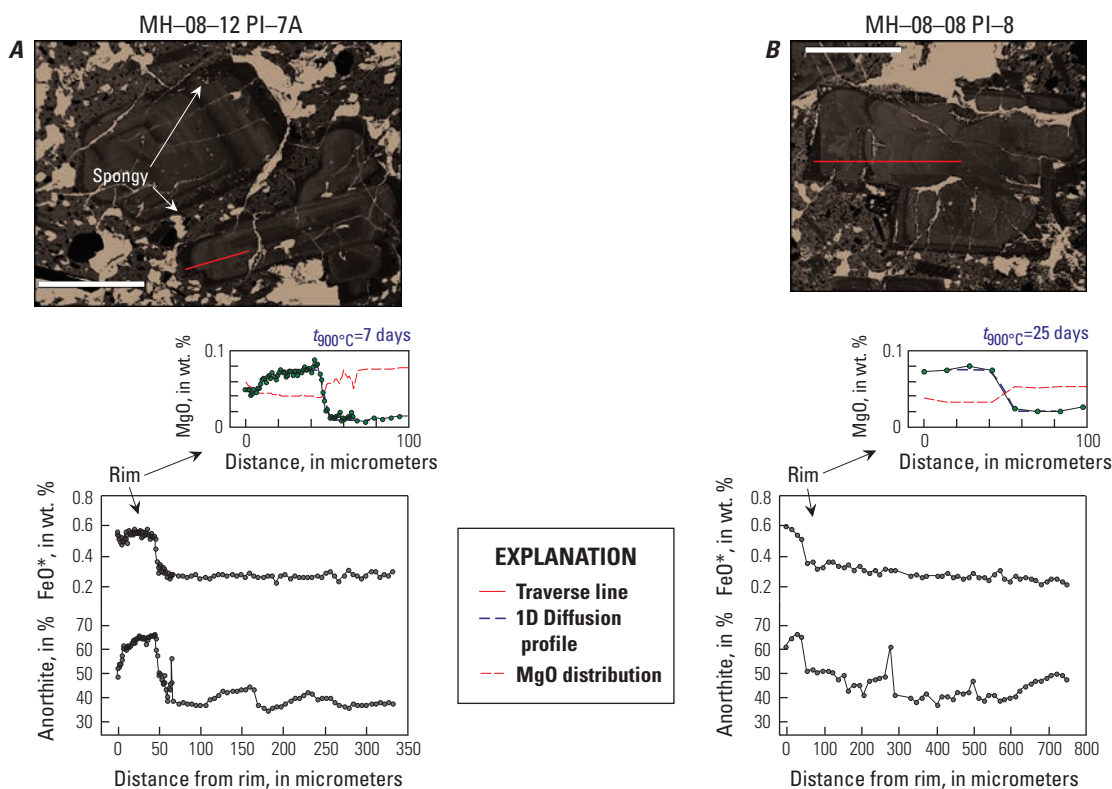 MH–08–12 PI–7A
A
Spongy
t900°C=7 days
0.1
0
MgO, in wt. %
0
100
Distance, in micrometers
Rim
0.8
0.6
0.4
0.2
FeO*, in wt. %
70
60
50
40
30
Anorthite, in %
0 50 100 150 200 250 300 350
Distance from rim, in micrometers
EXPLANATION
Traverse line
1D Diffusion
profile
MgO distribution
MH–08–08 PI–8
B
t900°C=25 days
0.1
0
MgO, in wt. %
0
100
Distance, in micrometers
Rim
0.8
0.6
0.4
0.2
FeO*, in wt. %
70
60
50
40
30
Anorthite, in %
0 100 200 300 400 500 600 700 800
Distance from rim, in micrometers